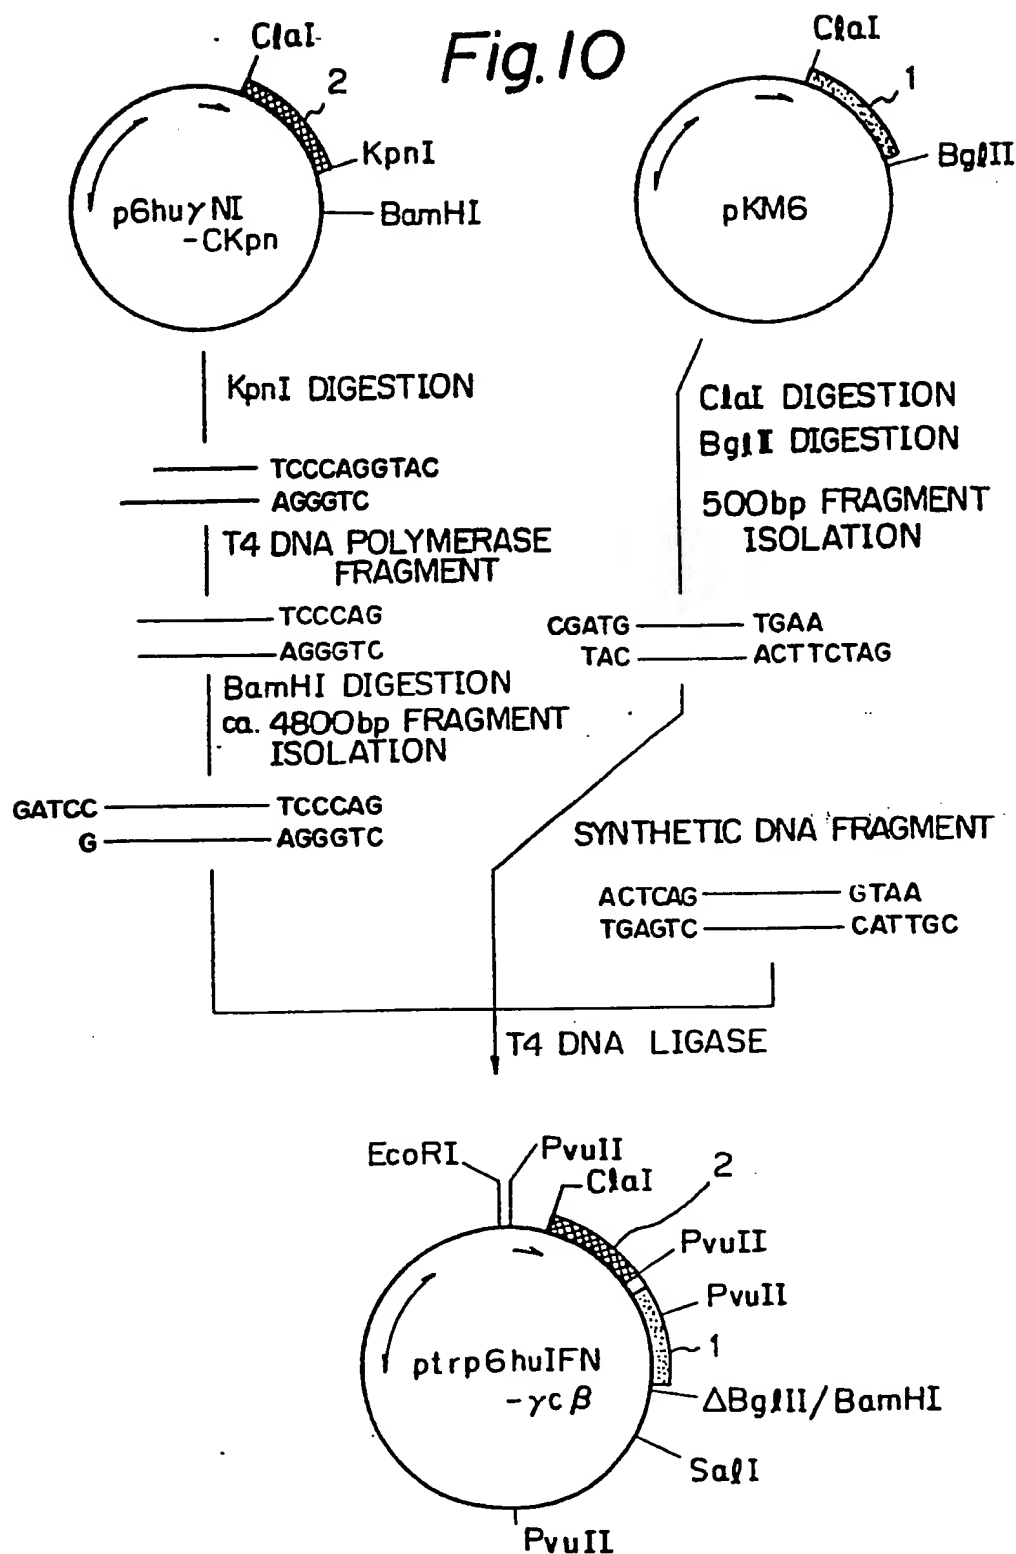 Fig. 10
ClaI
2
KpnI
BamHI
p6huγNI
-CKpn
ClaI
1
BglII
pKM6
KpnI DIGESTION
TCCCAGGTAC
AGGGTC
T4 DNA POLYMERASE
FRAGMENT
TCCCAG
AGGGTC
BamHI DIGESTION
ca. 4800bp FRAGMENT
ISOLATION
GATCC TCCCAG
G AGGGTC
ClaI DIGESTION
BglII DIGESTION
500bp FRAGMENT
ISOLATION
CGATG TGAA
TAC ACTTCTAG
SYNTHETIC DNA FRAGMENT
ACTCAG GTAA
TGAGTC CATTGC
T4 DNA LIGASE
EcoRI
PvuII
ClaI
2
PvuII
PvuII
1
ΔBglII/BamHI
SalI
PvuII
ptrp6huIFN
-γcβ